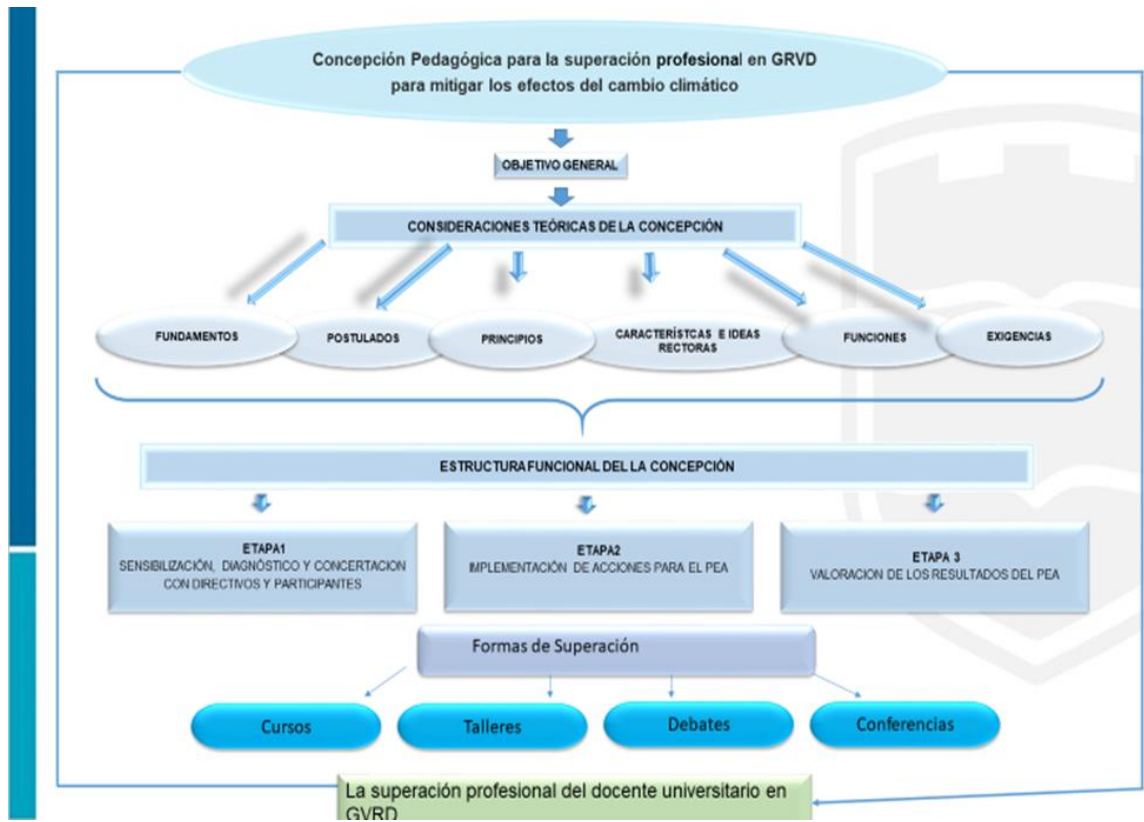 Concepción Pedagógica para la superación profesional en GRVD
para mitigar los efectos del cambio climático
OBJETIVO GENERAL
CONSIDERACIONES TEÓRICAS DE LA CONCEPCIÓN
FUNDAMENTOS
POSTULADOS
PRINCIPIOS
CARACTERÍSTCAS E IDEAS
RECTORAS
FUNCIONES
EXIGENCIAS
ESTRUCTURA FUNCIONAL DEL LA CONCEPCIÓN
ETAPA1
SENSIBILIZACIÓN, DIAGNÓSTICO Y CONCERTACION
CON DIRECTIVOS Y PARTICIPANTES
ETAPA2
IMPLEMENTACIÓN DE ACCIONES PARA EL PEA
ETAPA 3
VALORACION DE LOS RESULTADOS DEL PEA
Formas de Superación
Cursos
Talleres
Debates
Conferencias
La superación profesional del docente universitario en
GVRD